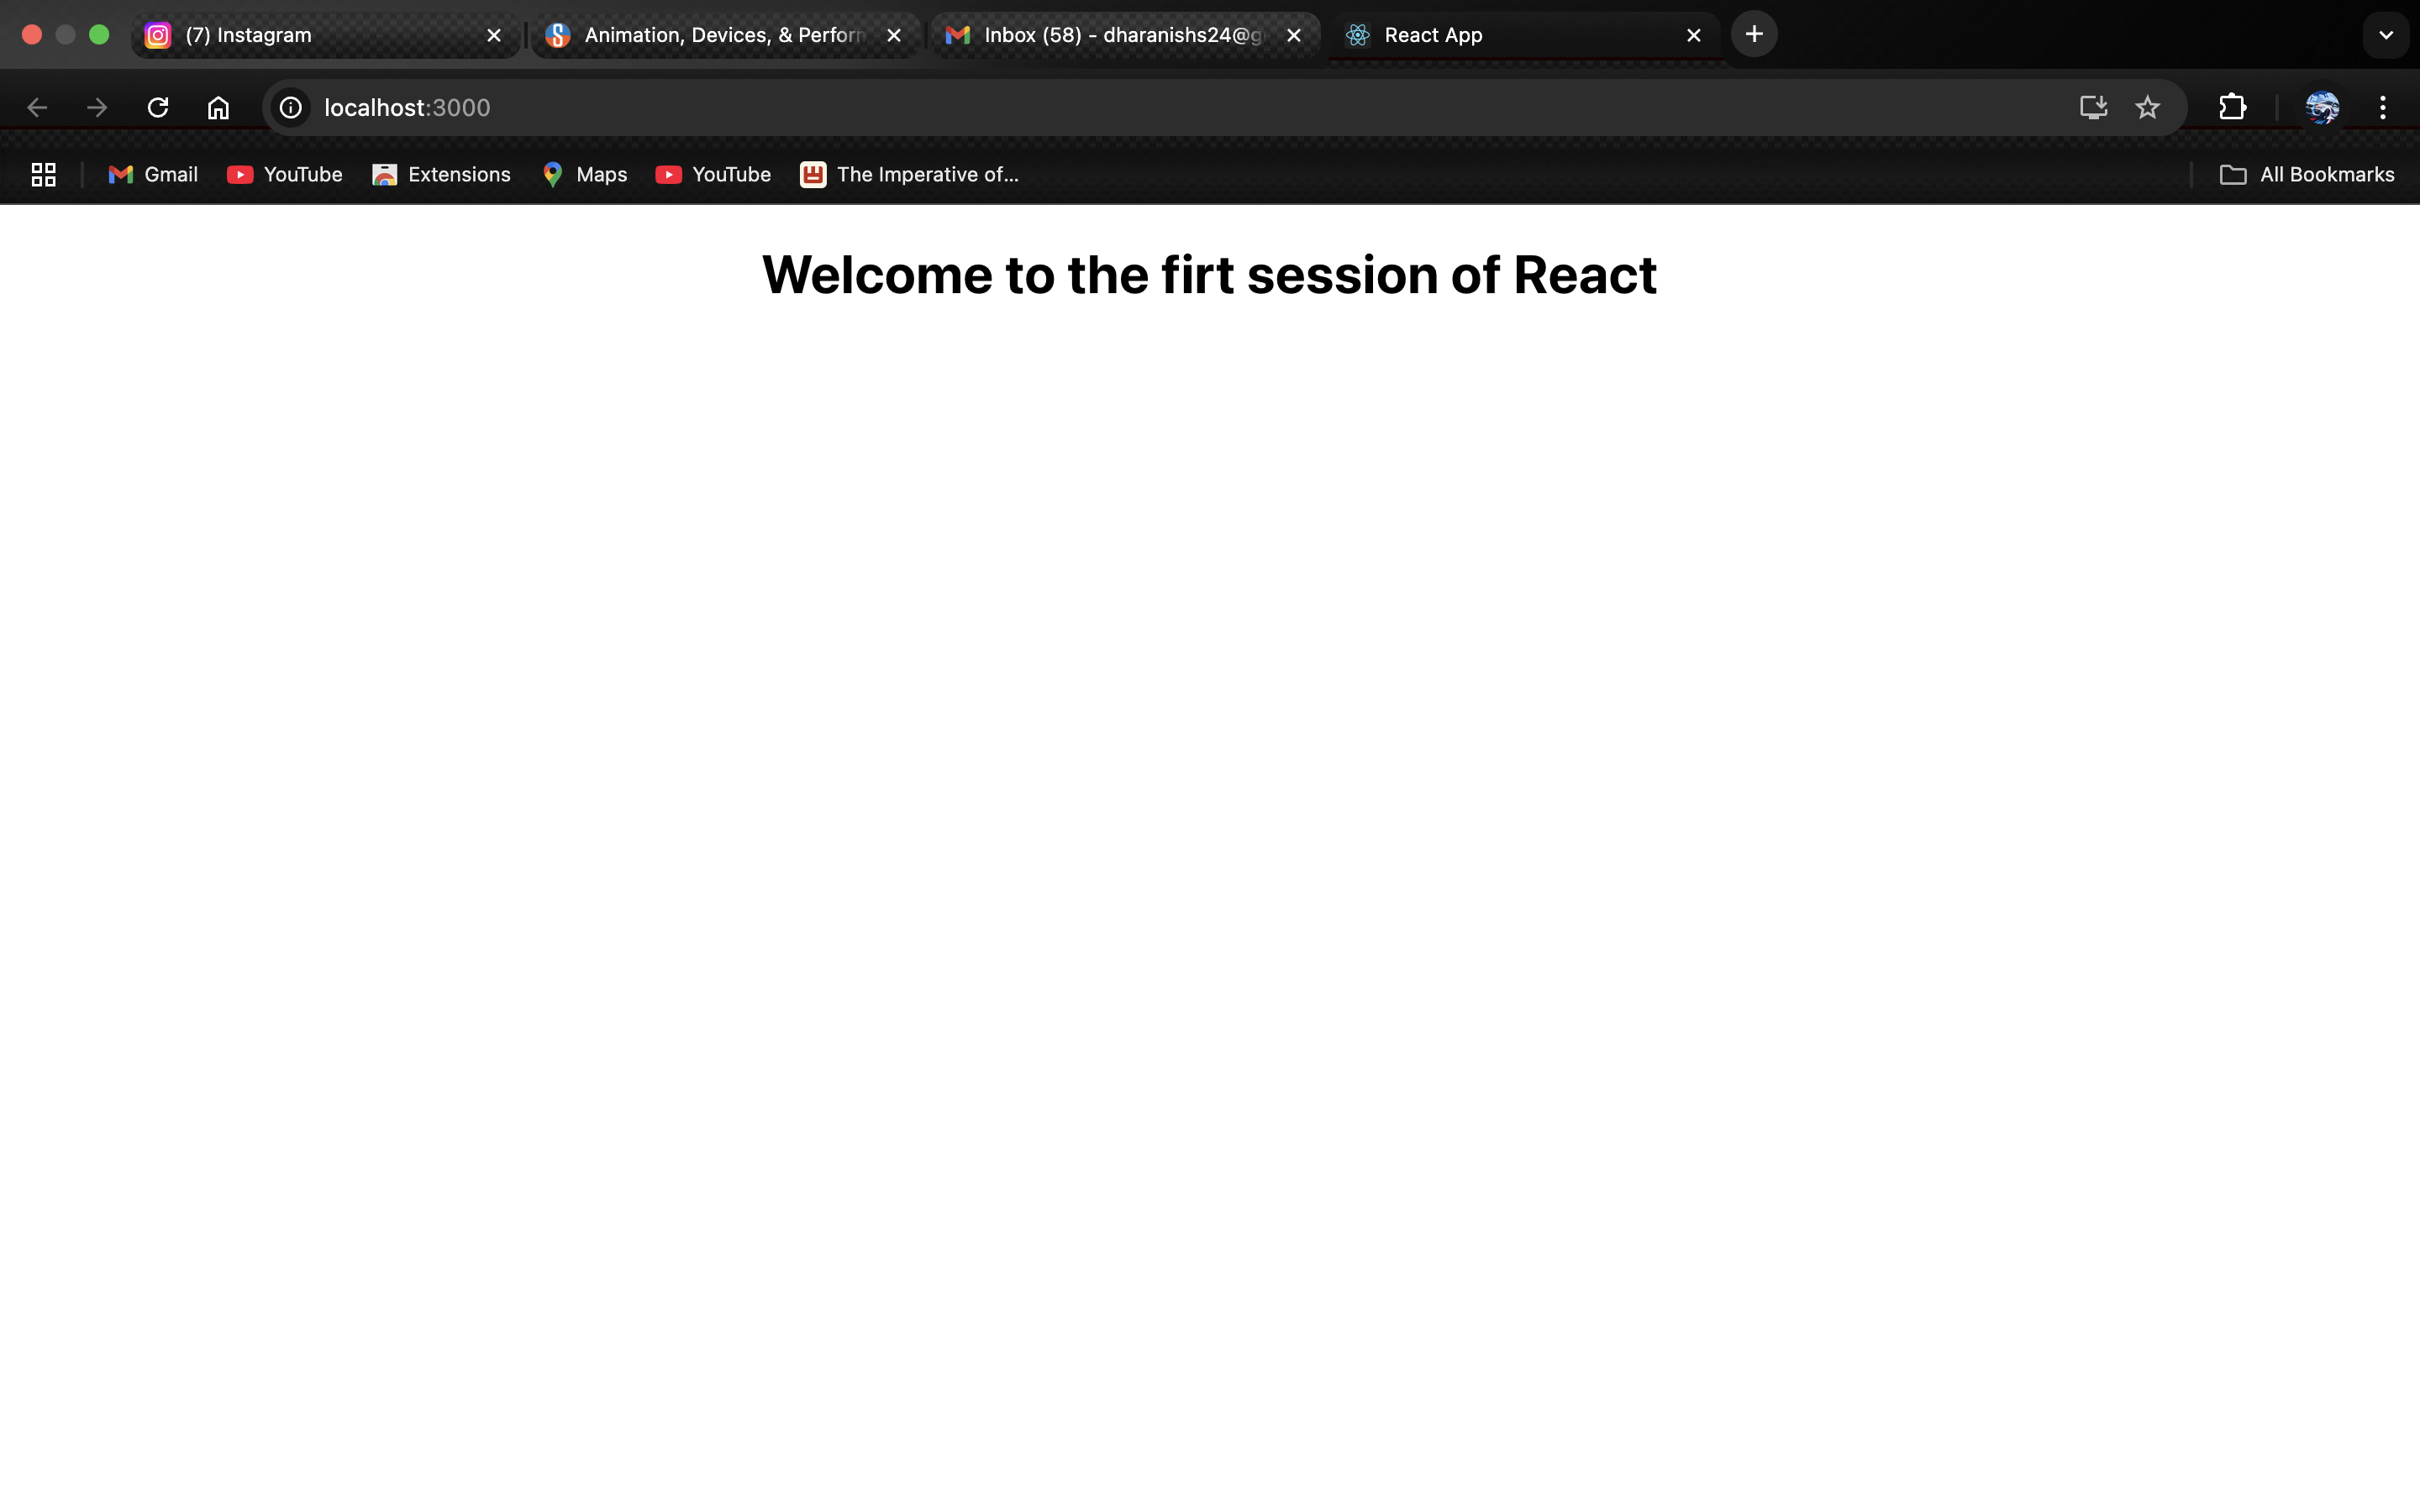 (7) Instagram
Animation, Devices, & Perform
Inbox (58) - dharanishs24@g
React App
localhost:3000
Gmail
YouTube
Extensions
Maps
YouTube
The Imperative of...
All Bookmarks
Welcome to the firt session of React